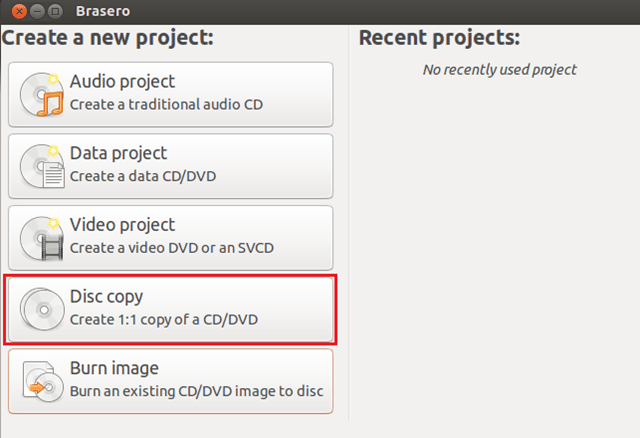 Brasero
Create a new project:
Audio project
Create a traditional audio CD
Data project
Create a data CD/DVD
Video project
Create a video DVD or an SVCD
Disc copy
Create 1:1 copy of a CD/DVD
Burn image
Burn an existing CD/DVD image to disc
Recent projects:
No recently used project